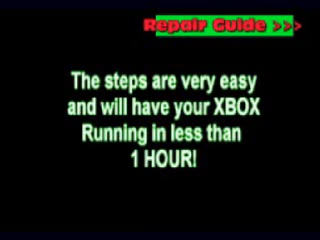 Repair Guide >>>
The steps are very easy
and will have your XBOX
Running in less than
1 HOUR!